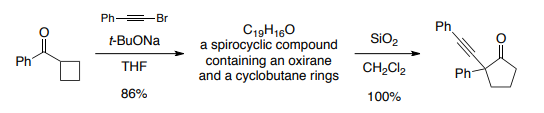 Ph Br
t-BuONa
THF
86%
O
Ph
C₁₉H₁₆O
a spirocyclic compound
containing an oxirane
and a cyclobutane rings
SiO₂
CH₂Cl₂
100%
Ph
O
Ph